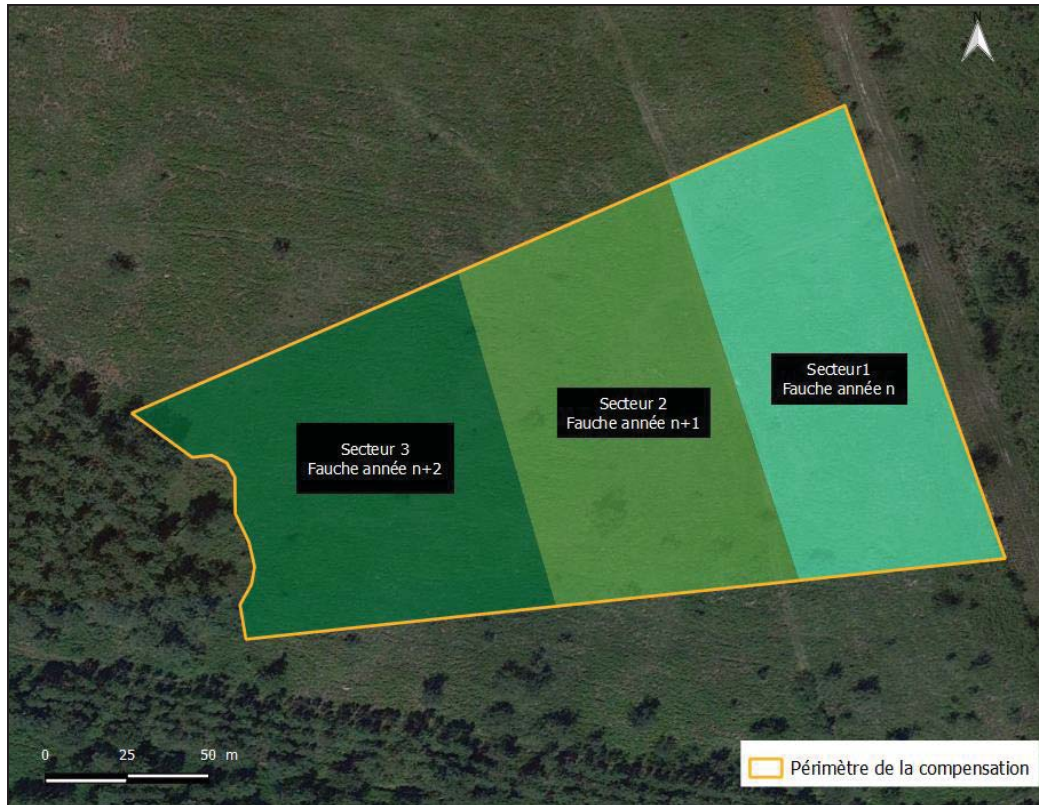 N
Secteur1
Fauche année n
Secteur 2
Fauche année n+1
Secteur 3
Fauche année n+2
0 25 50 m
Périmètre de la compensation